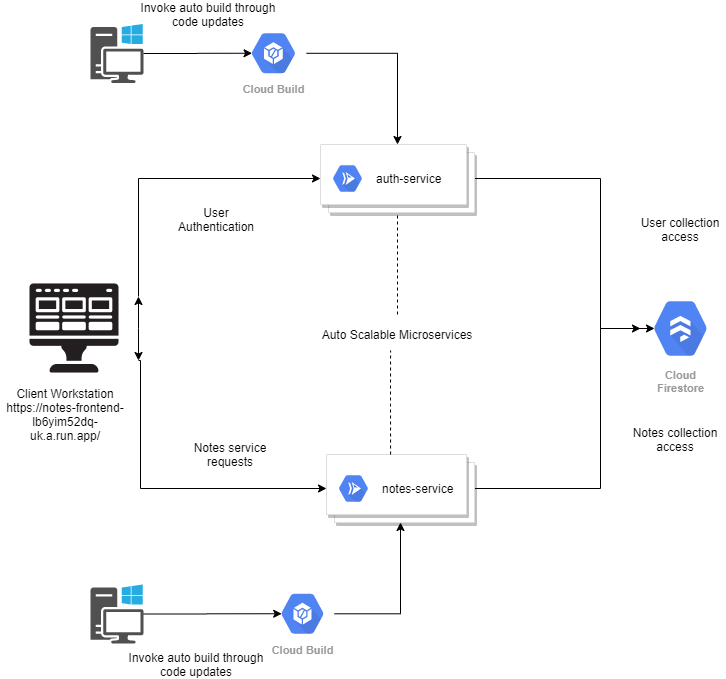 Invoke auto build through
code updates
Cloud Build
auth-service
User
Authentication
User collection
access
Auto Scalable Microservices
Cloud
Firestore
Client Workstation
https://notes-frontend-
lb6yim52dq-
uk.a.run.app/
Notes collection
access
Notes service
requests
notes-service
Cloud Build
Invoke auto build through
code updates